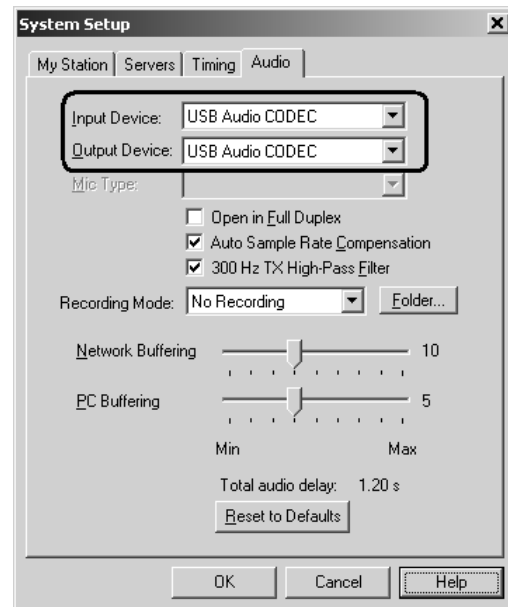 System Setup
My Station Servers Timing Audio
Input Device: USB Audio CODEC
Output Device: USB Audio CODEC
Mic Type:
Open in Full Duplex
Auto Sample Rate Compensation
300 Hz TX High-Pass Filter
Recording Mode: No Recording Folder...
Network Buffering 10
PC Buffering 5
Min Max
Total audio delay: 1.20 s
Reset to Defaults
OK Cancel Help